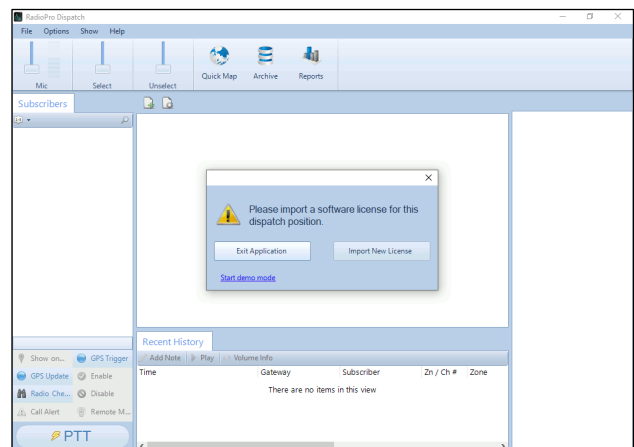 RadioPro Dispatch
File Options Show Help
Mic Select Unselect Quick Map Archive Reports
Subscribers
Please import a software license for this
dispatch position.
Exit Application Import New License
Start demo mode
Recent History
Add Note Play Volume Info
Time Gateway Subscriber Zn / Ch # Zone
There are no items in this view
Show on... GPS Trigger
GPS Update Enable
Radio Che... Disable
Call Alert Remote M...
PTT